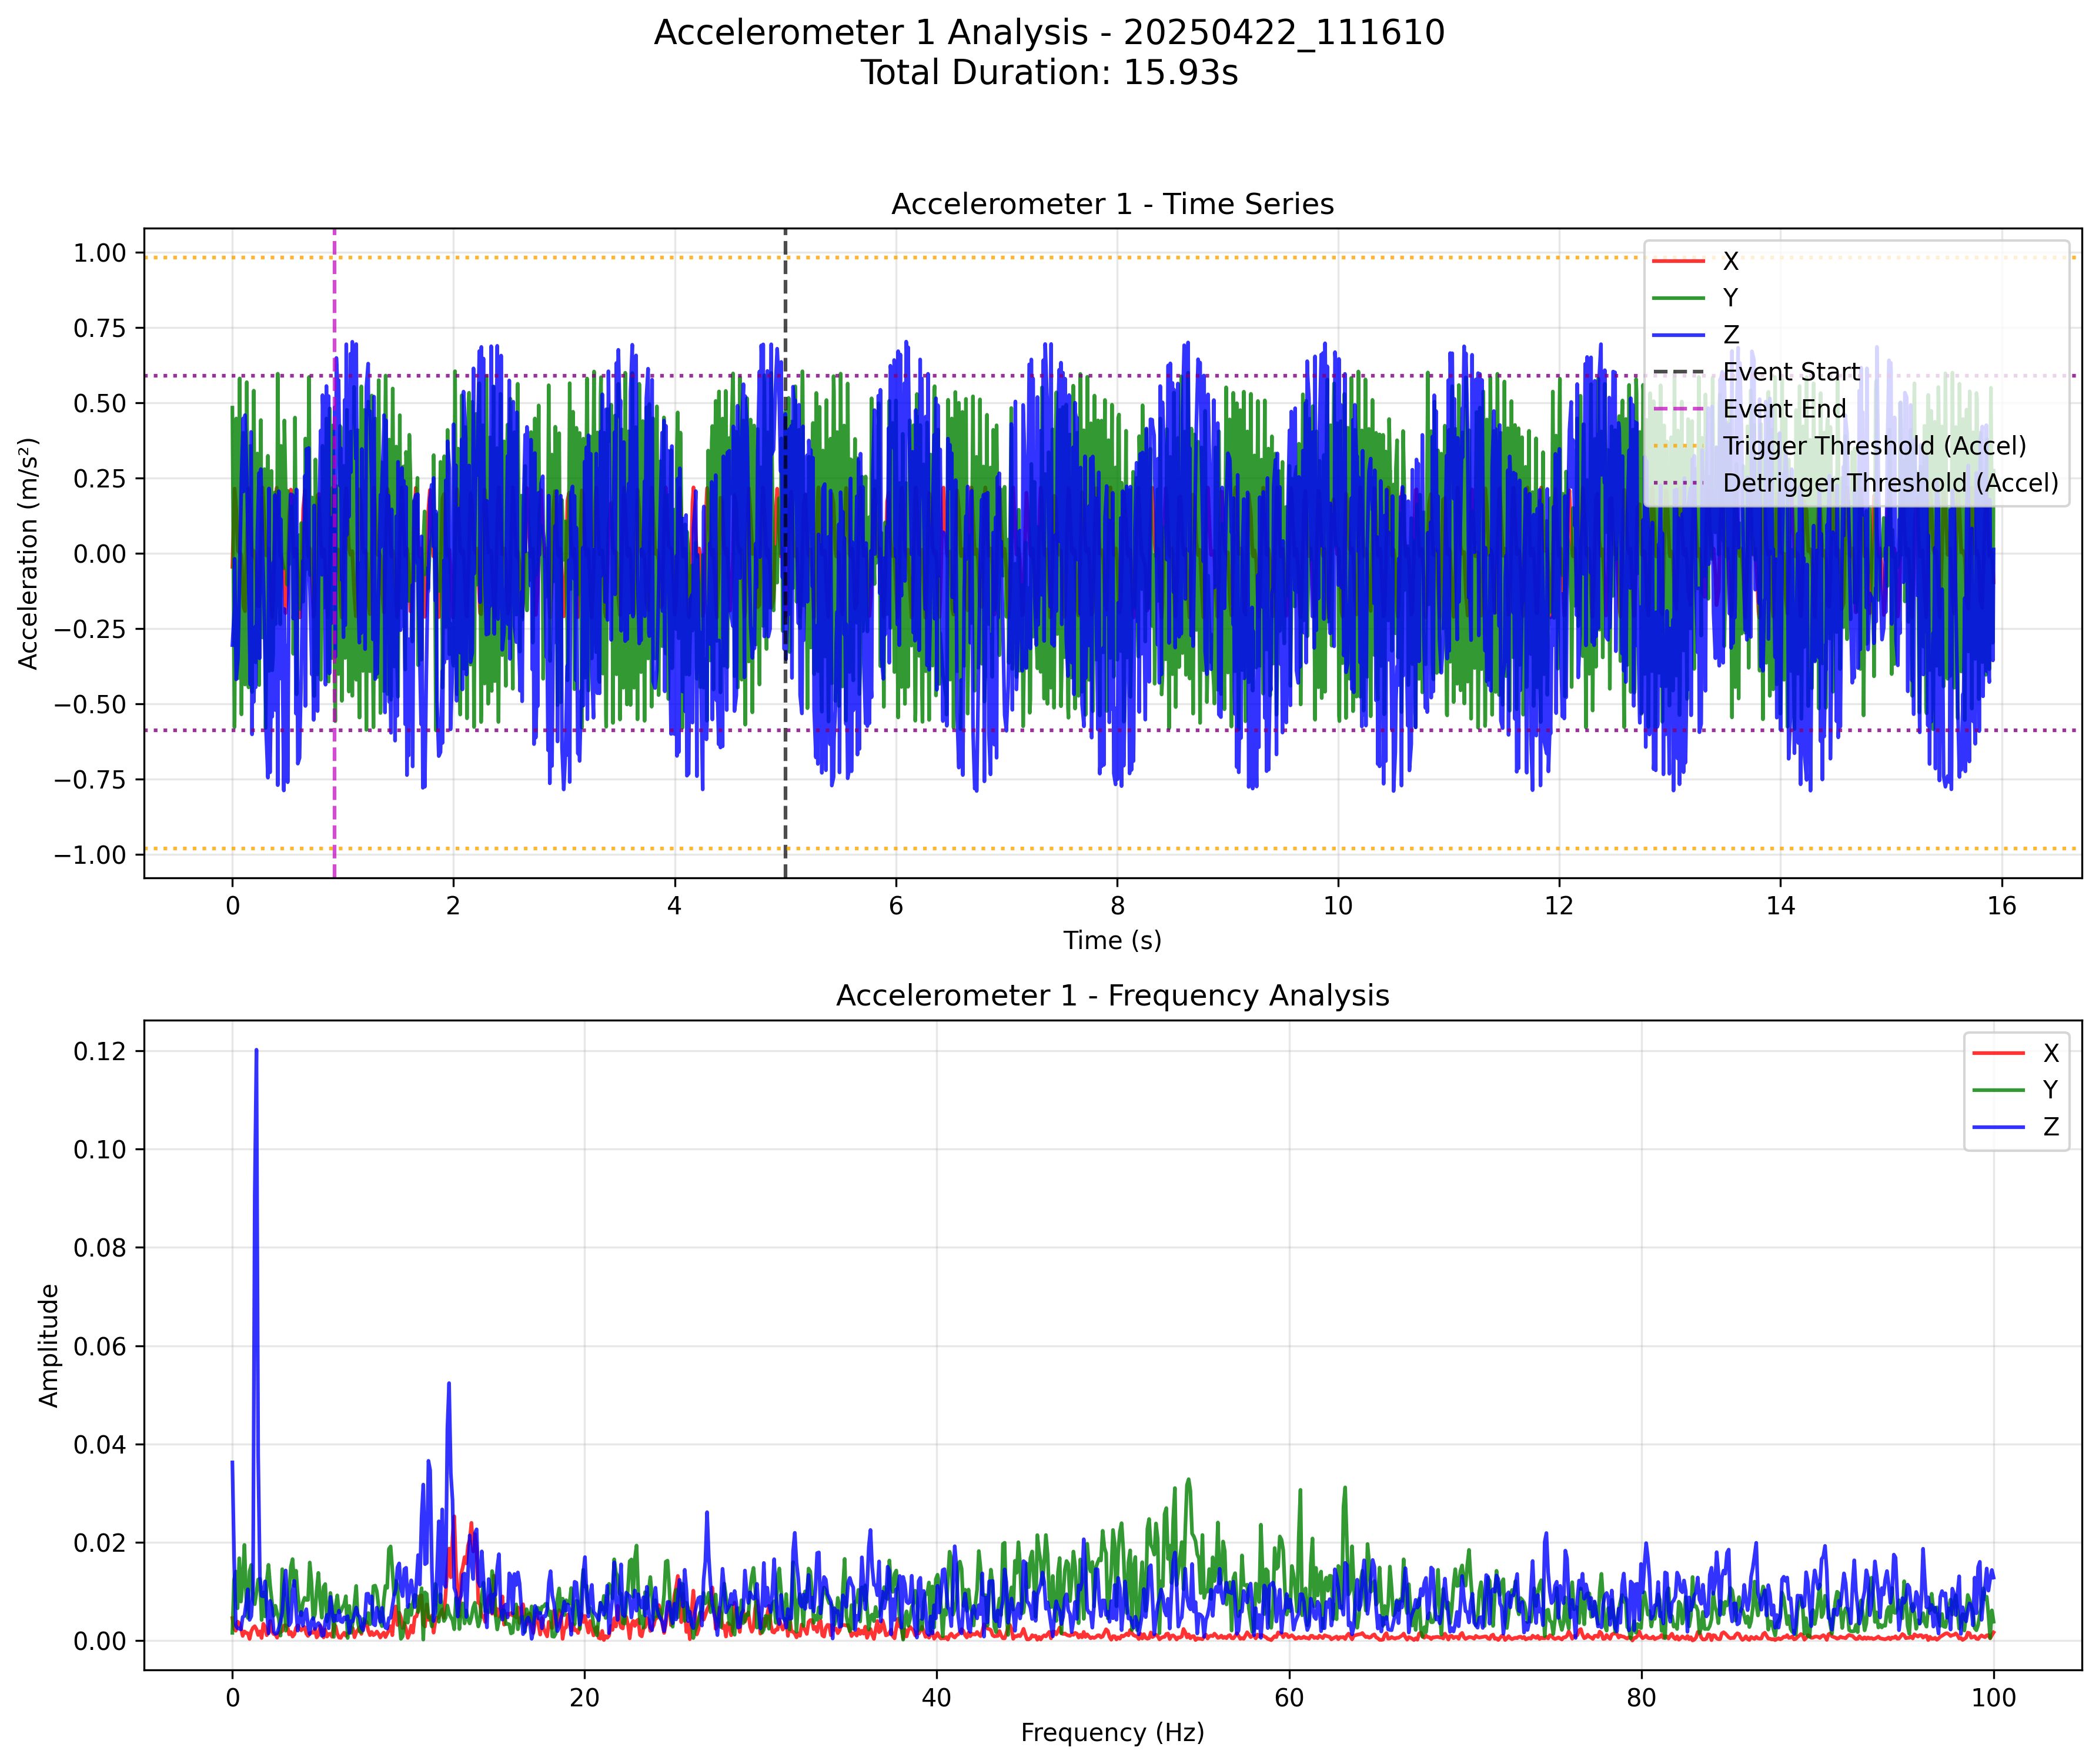 Accelerometer 1 Analysis - 20250422_111610
Total Duration: 15.93s
Accelerometer 1 - Time Series
Acceleration (m/s²)
1.00
0.75
0.50
0.25
0.00
−0.25
−0.50
−0.75
−1.00
X
Y
Z
Event Start
Event End
Trigger Threshold (Accel)
Detrigger Threshold (Accel)
0 2 4 6 8 10 12 14 16
Time (s)
Accelerometer 1 - Frequency Analysis
Amplitude
0.12
0.10
0.08
0.06
0.04
0.02
0.00
X
Y
Z
0 20 40 60 80 100
Frequency (Hz)